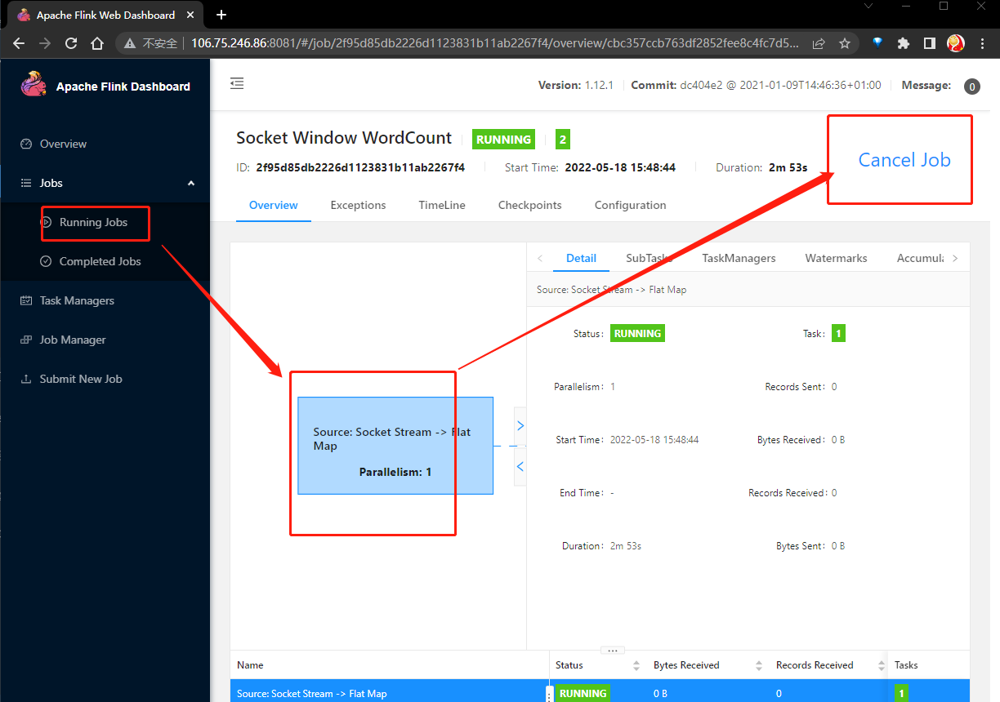 Apache Flink Web Dashboard
不安全 106.75.246.86:8081/#/job/2f95d85db2226d1123831b11ab2267f4/overview/cbc357ccb763df2852fee8c4fc7d5...
Apache Flink Dashboard
Version: 1.12.1 Commit: dc404e2 @ 2021-01-09T14:46:36+01:00 Message: 0
Overview
Jobs
Running Jobs
Completed Jobs
Task Managers
Job Manager
Submit New Job
Socket Window WordCount RUNNING 2
Cancel Job
ID: 2f95d85db2226d1123831b11ab2267f4 Start Time: 2022-05-18 15:48:44 Duration: 2m 53s
Overview Exceptions TimeLine Checkpoints Configuration
Source: Socket Stream -> Flat
Map
Parallelism: 1
Detail SubTasks TaskManagers Watermarks Accumula
Source: Socket Stream -> Flat Map
Status: RUNNING Task: 1
Parallelism: 1 Records Sent: 0
Start Time: 2022-05-18 15:48:44 Bytes Received: 0 B
End Time: - Records Received: 0
Duration: 2m 53s Bytes Sent: 0 B
...
Name Status Bytes Received Records Received Tasks
Source: Socket Stream -> Flat Map RUNNING 0 B 0 1